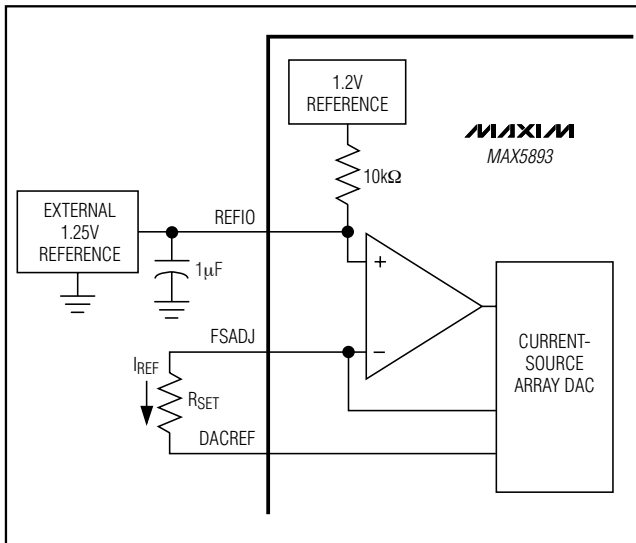 1.2V
REFERENCE
MAXIM
MAX5893
10kΩ
EXTERNAL
1.25V
REFERENCE
REFIO
1µF
+
FSADJ
−
CURRENT-
SOURCE
ARRAY DAC
IREF
RSET
DACREF